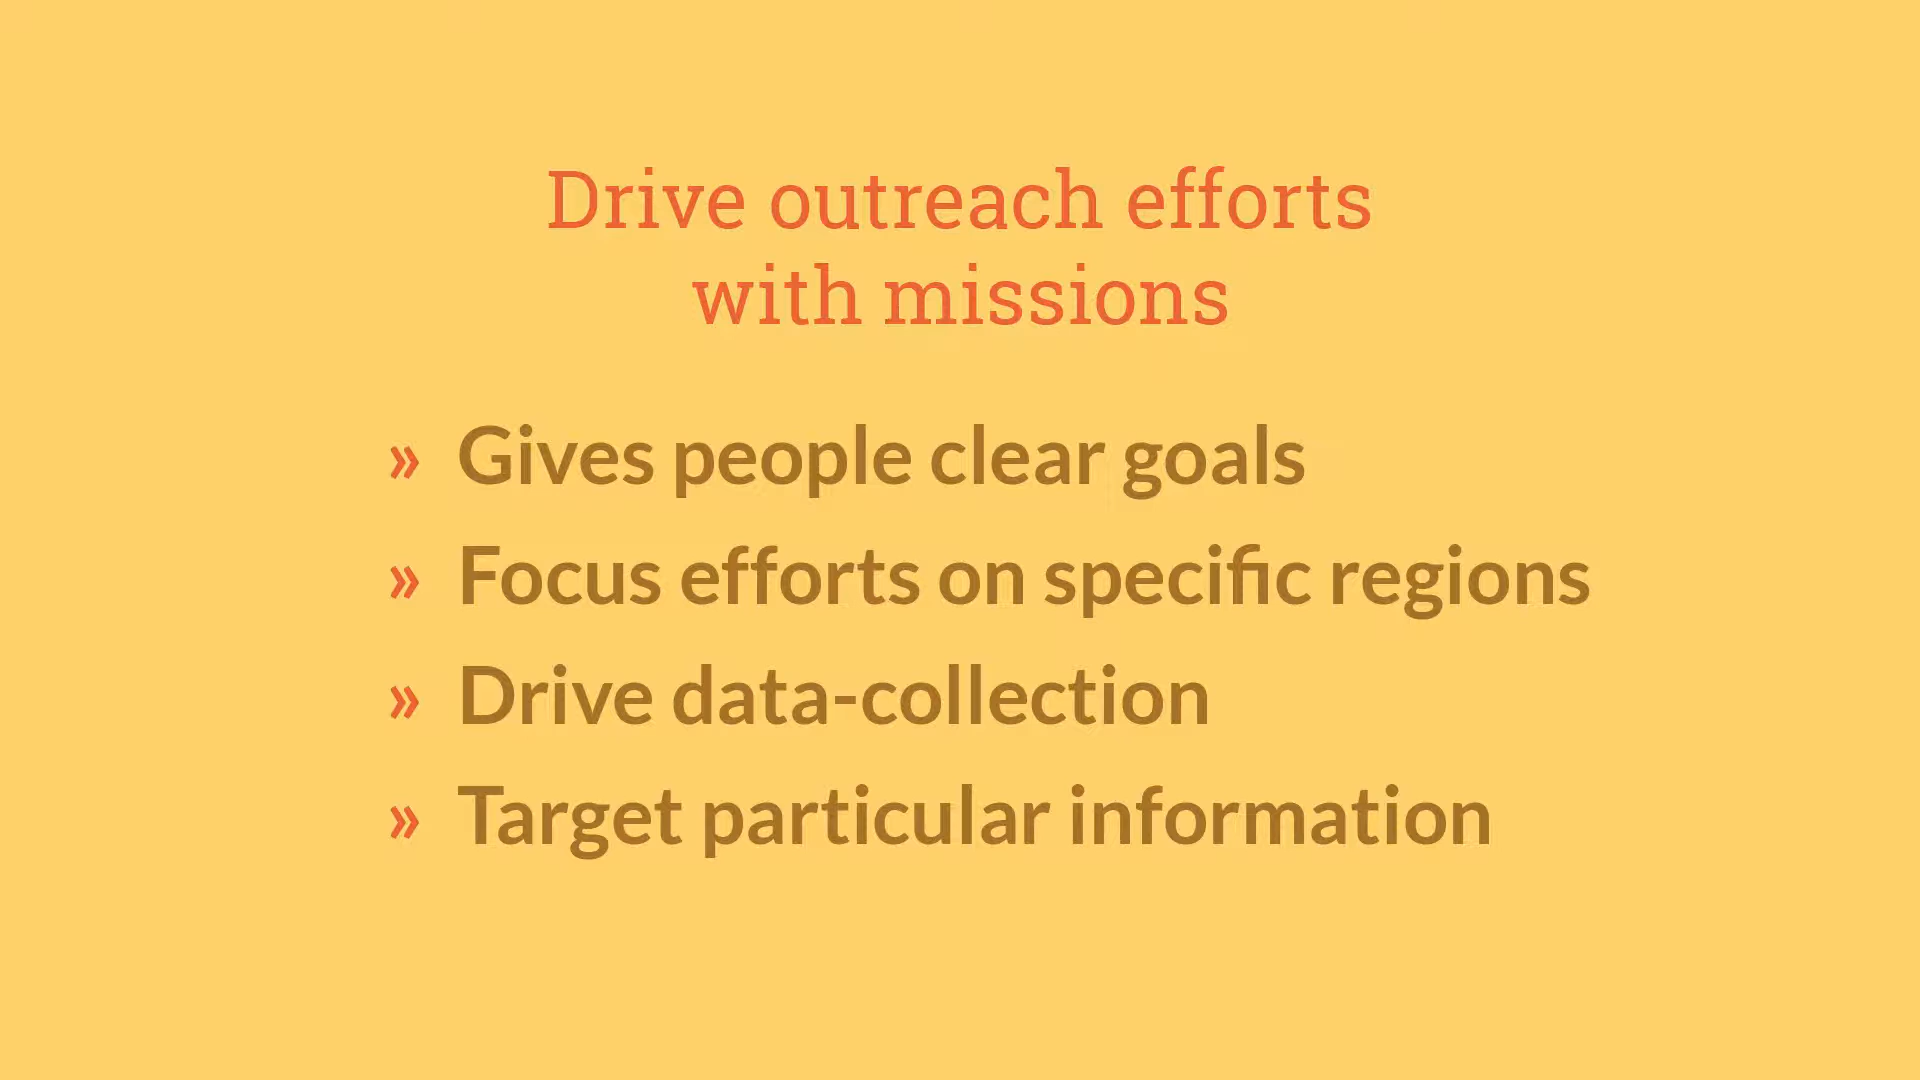 Drive outreach efforts
with missions
» Gives people clear goals
» Focus efforts on specific regions
» Drive data-collection
» Target particular information